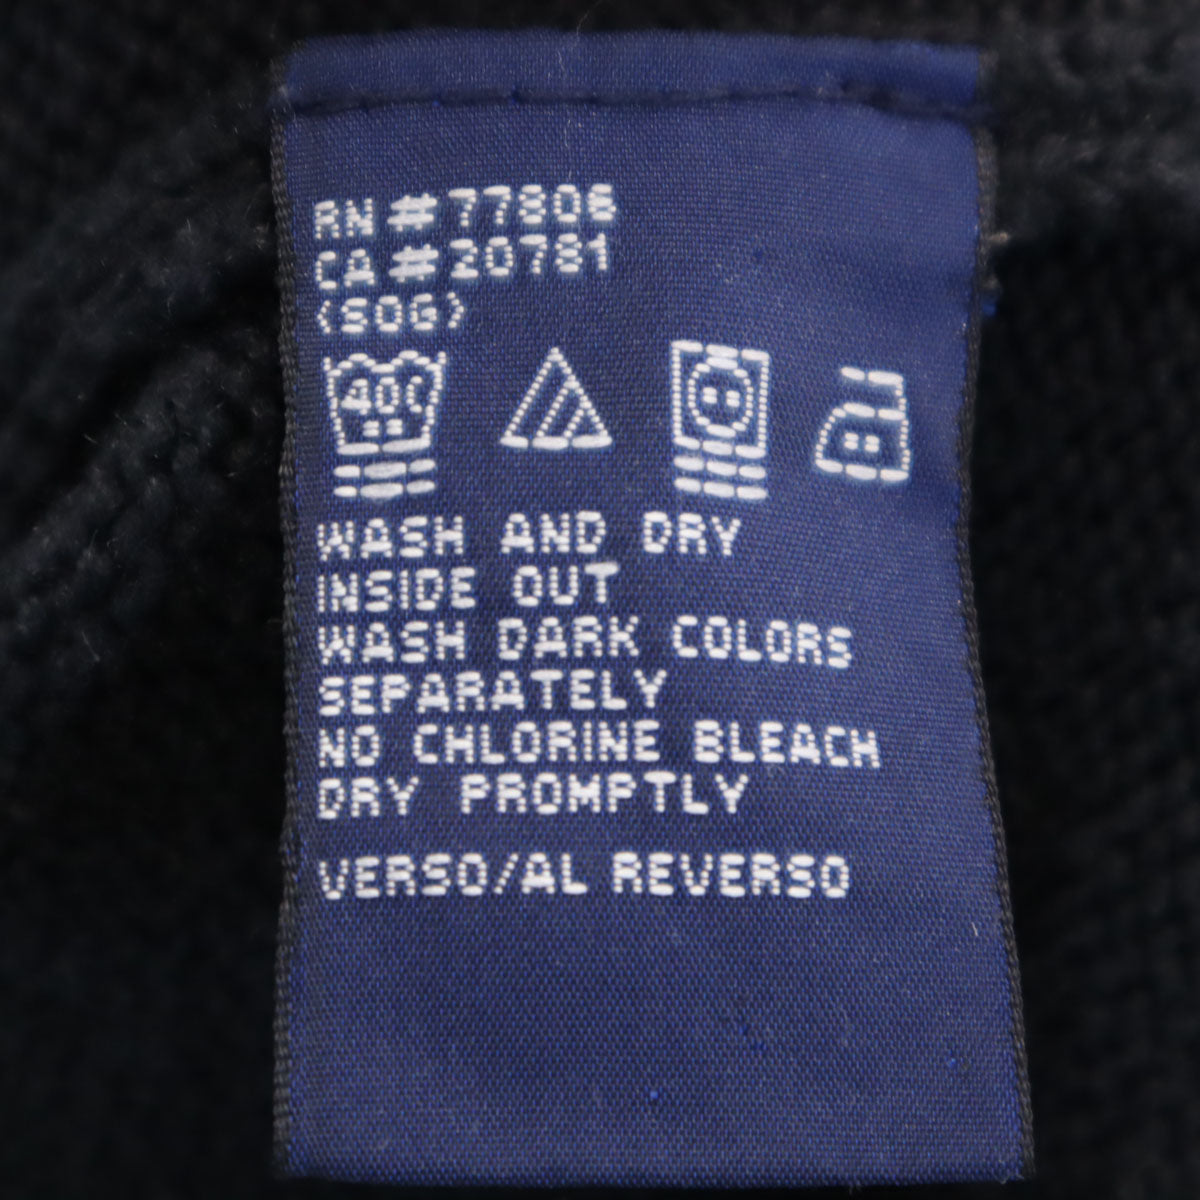 RN #77806
CA #20781
(SOG)
40C
WASH AND DRY
INSIDE OUT
WASH DARK COLORS
SEPARATELY
NO CHLORINE BLEACH
DRY PROMPTLY
VERSO/AL REVERSO